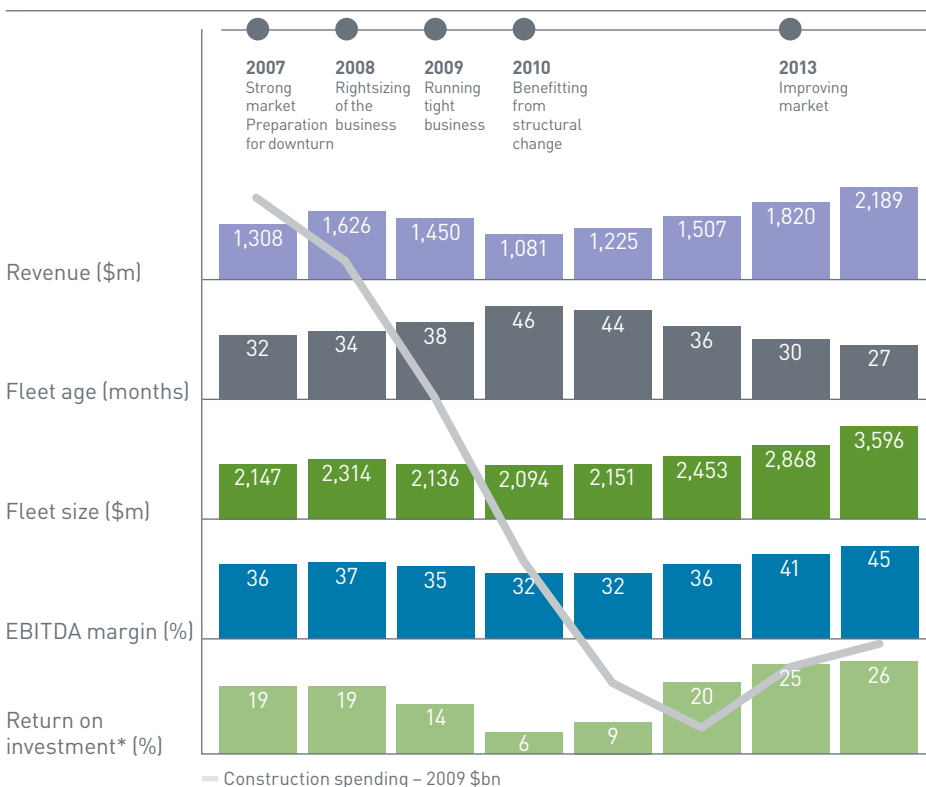 2007
Strong
market
Preparation
for downturn
2008
Rightsizing
of the
business
2009
Running
tight
business
2010
Benefitting
from
structural
change
2013
Improving
market
Revenue ($m)
1,308 1,626 1,450 1,081 1,225 1,507 1,820 2,189
Fleet age (months)
32 34 38 46 44 36 30 27
Fleet size ($m)
2,147 2,314 2,136 2,094 2,151 2,453 2,868 3,596
EBITDA margin (%)
36 37 35 32 32 36 41 45
Return on
investment* (%)
19 19 14 6 9 20 25 26
Construction spending – 2009 $bn